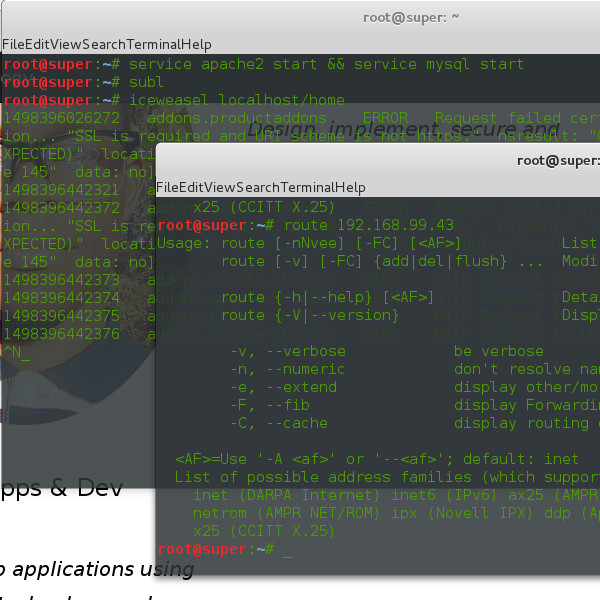 root@super: ~
FileEditViewSearchTerminalHelp
root@super:~# service apache2 start && service mysql start
root@super:~# subl
root@super:~# iceweasel localhost/home
1498396026272 addons.productaddons ERROR Request failed cert
ion... "SSL is required and URI scheme is not https." nsresult: "0
XPECTED)" locati
e 145" data: no]
1498396442321
1498396442372
ion... "SSL is re
XPECTED)" locati
e 145" data: no]
1498396442373
1498396442374
1498396442375
1498396442376
^N_
Design, implement, secure and
root@super:
FileEditViewSearchTerminalHelp
x25 (CCITT X.25)
root@super:~# route 192.168.99.43
Usage: route [-nNvee] [-FC] [<AF>] List
route [-v] [-FC] {add|del|flush} ... Modi
route {-h|--help} [<AF>] Deta
route {-V|--version} Displ
-v, --verbose be verbose
-n, --numeric don't resolve na
-e, --extend display other/mo
-F, --fib display Forwardin
-C, --cache display routing
<AF>=Use '-A <af>' or '--<af>'; default: inet
List of possible address families (which support
inet (DARPA Internet) inet6 (IPv6) ax25 (AMPR
netrom (AMPR NET/ROM) ipx (Novell IPX) ddp (Ap
x25 (CCITT X.25)
root@super:~# _
pps & Dev
applications using